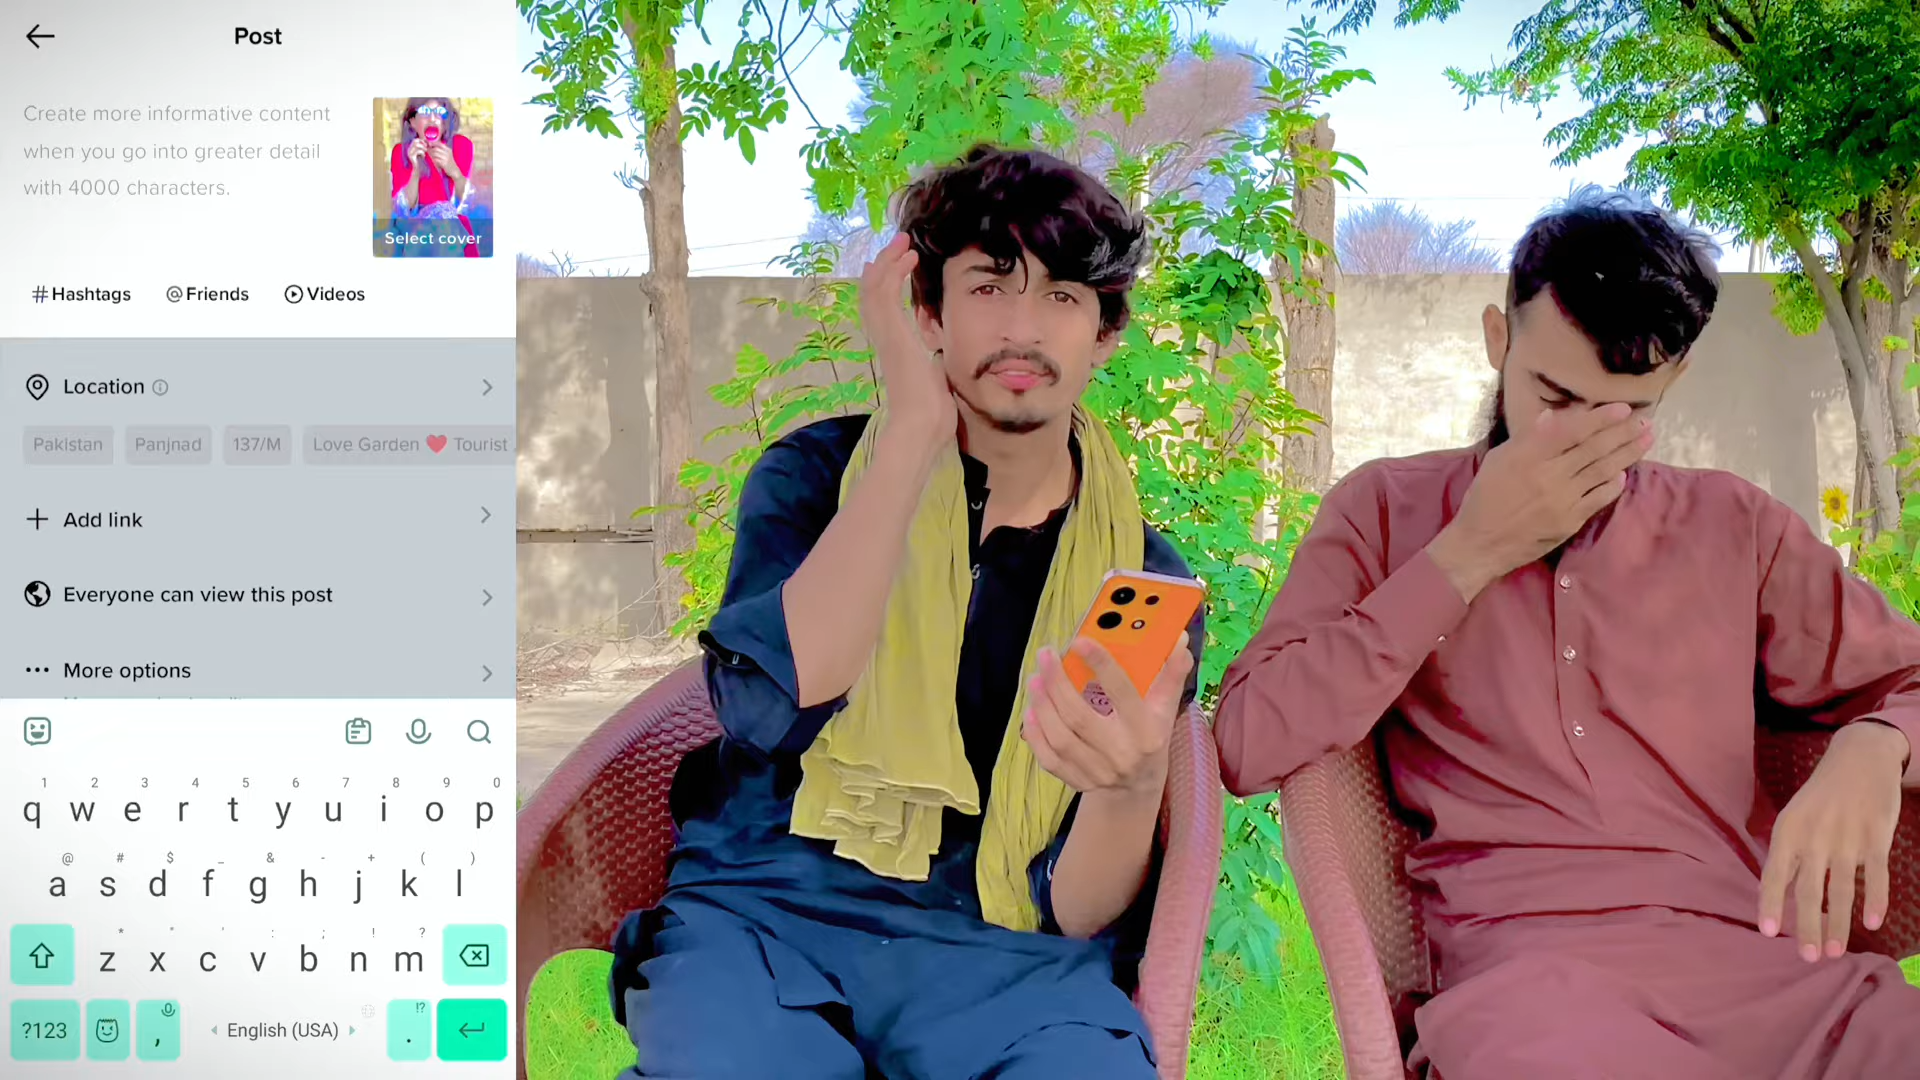 Post
Create more informative content
when you go into greater detail
with 4000 characters.
Select cover
#Hashtags @Friends Videos
Location
Pakistan Panjnad 137/M Love Garden ❤️ Tourist
+ Add link
Everyone can view this post
... More options
1 2 3 4 5 6 7 8 9 0
q w e r t y u i o p
@ # $ _ & - + ( )
a s d f g h j k l
* " ' : ; ! ?
z x c v b n m
!?
?123 , English (USA) .